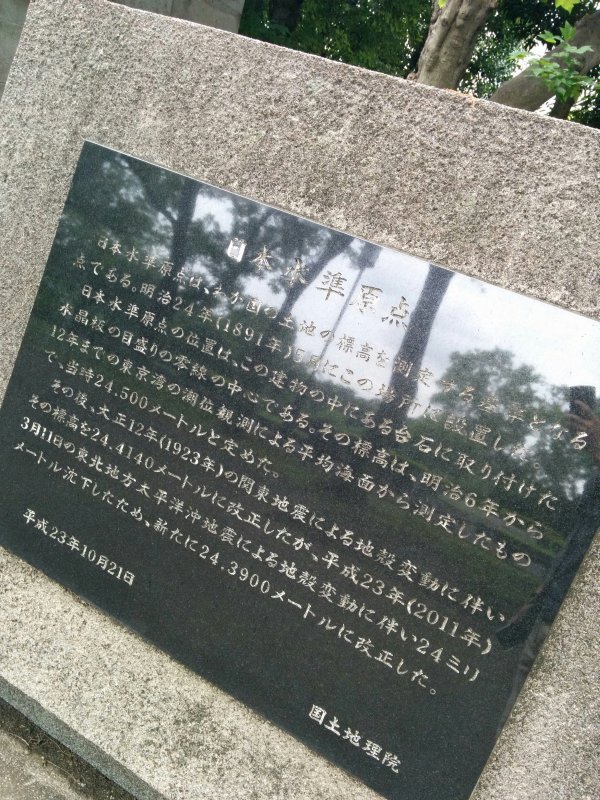 日本水準原点
日本水準原点は、わが国の土地の標高を測定する基準となる
点である。明治24年(1891年)5月にこの場所に設置した。
日本水準原点の位置は、この建物の中にある台石に取り付けた
水晶板の目盛りの零線の中心である。その標高は、明治6年から
12年までの東京湾の潮位観測による平均海面から測定したもの
で、当時24.500メートルと定めた。
その後、大正12年(1923年)の関東地震による地殻変動に伴い
その標高を24.4140メートルに改正したが、平成23年(2011年)
3月11日の東北地方太平洋沖地震による地殻変動に伴い24ミリ
メートル沈下したため、新たに24.3900メートルに改正した。
平成23年10月21日
国土地理院